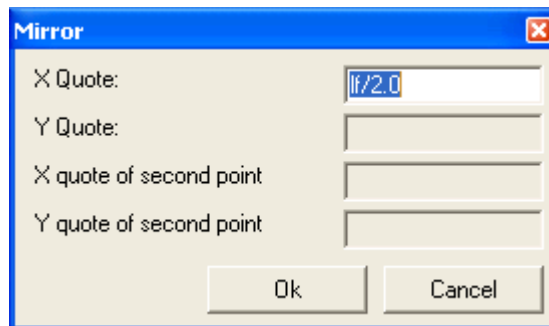 Mirror
X Quote: lf/2.0
Y Quote:
X quote of second point
Y quote of second point
Ok Cancel